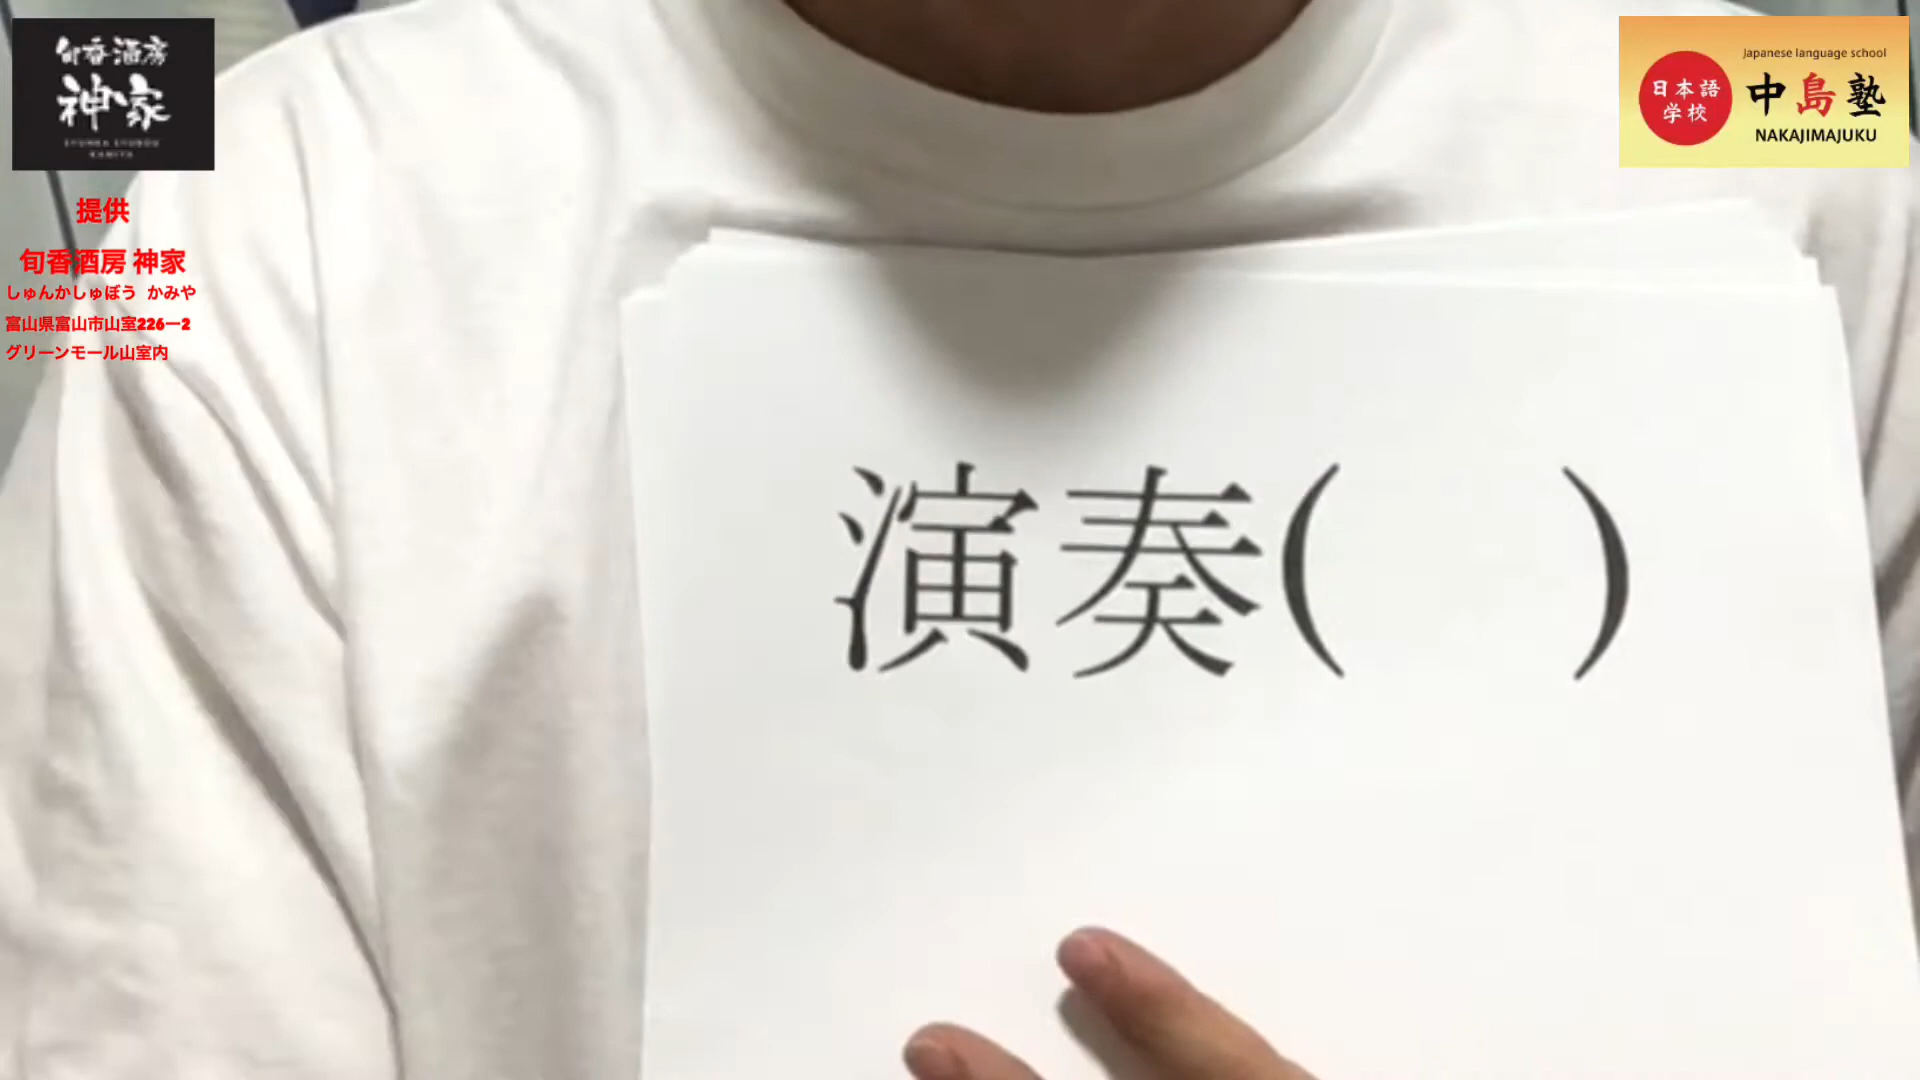 旬香酒房
神家
提供
旬香酒房 神家
しゅんかしゅぼう かみや
富山県富山市山室226ー2
グリーンモール山室内
Japanese language school
日本語
学校
中島塾
NAKAJIMAJUKU
演奏( )